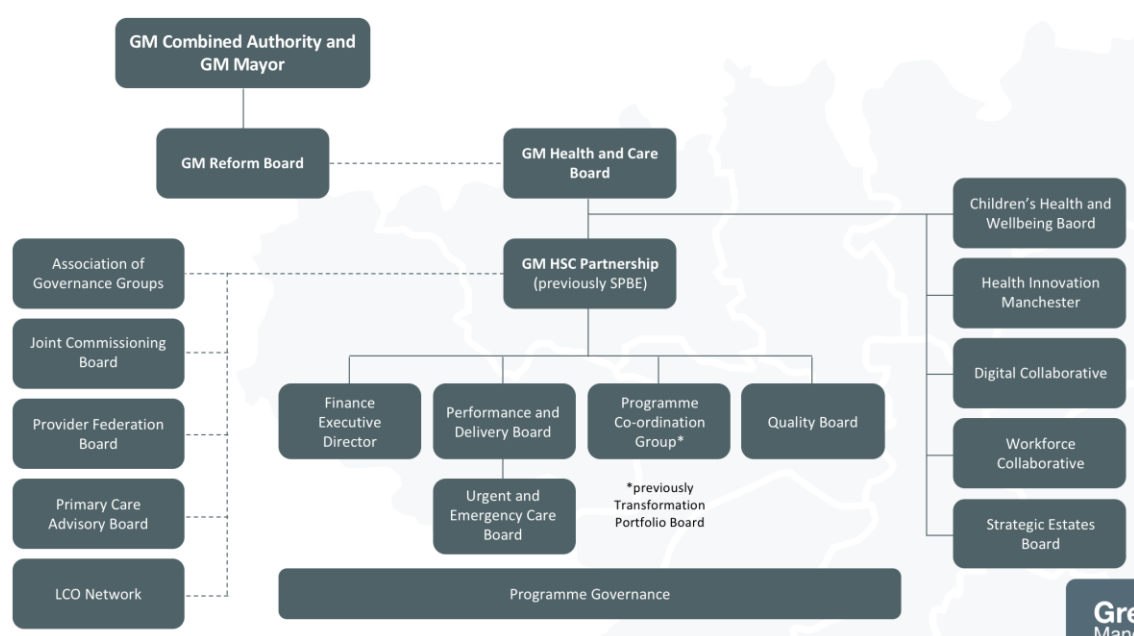 GM Combined Authority and
GM Mayor
GM Reform Board
GM Health and Care
Board
Children's Health and
Wellbeing Baord
Association of
Governance Groups
GM HSC Partnership
(previously SPBE)
Health Innovation
Manchester
Joint Commissioning
Board
Digital Collaborative
Finance
Executive
Director
Performance and
Delivery Board
Programme
Co-ordination
Group*
Quality Board
Provider Federation
Board
Workforce
Collaborative
Primary Care
Advisory Board
Urgent and
Emergency Care
Board
*previously
Transformation
Portfolio Board
Strategic Estates
Board
LCO Network
Programme Governance
Gre
Man